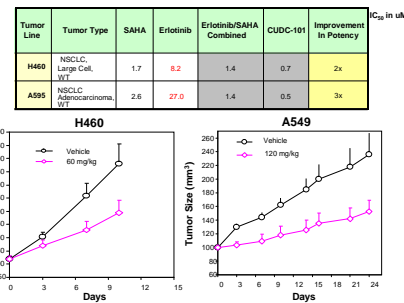 IC50 in uM
Tumor Line Tumor Type SAHA Erlotinib Erlotinib/SAHA Combined CUDC-101 Improvement In Potency
H460 NSCLC, Large Cell, WT 1.7 8.2 1.4 0.7 2x
A595 NSCLC Adenocarcinoma, WT 2.6 27.0 1.4 0.5 3x
H460
Vehicle
60 mg/kg
0 3 6 9 12 15
Days
A549
Tumor Size (mm3)
260
240
220
200
180
160
140
120
100
80
60
Vehicle
120 mg/kg
0 3 6 9 12 15 18 21 24
Days